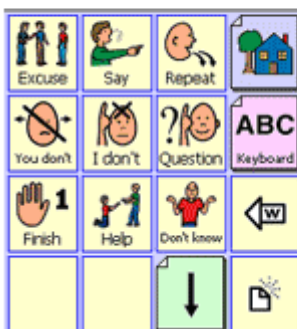 Excuse
Say
Repeat
You don't
I don't
?
Question
ABC
Keyboard
1
Finish
Help
Don't know
W